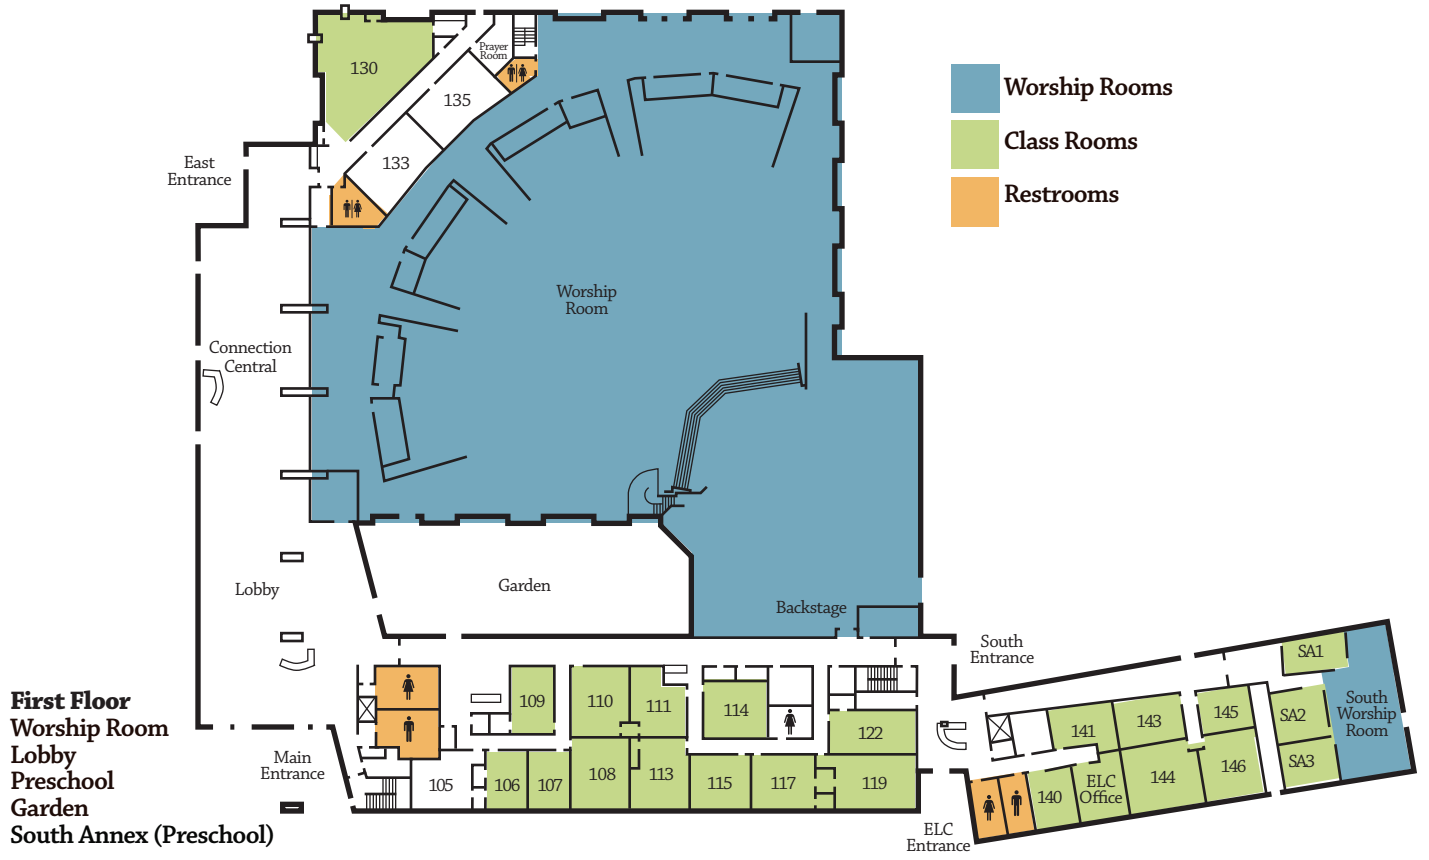 130
Prayer
Room
135
133
East
Entrance
Worship Rooms
Class Rooms
Restrooms
Worship
Room
Connection
Central
Lobby
Garden
Backstage
South
Entrance
SA1
SA2
SA3
South
Worship
Room
First Floor
Worship Room
Lobby
Preschool
Garden
South Annex (Preschool)
Main
Entrance
109
110
111
114
122
105
106
107
108
113
115
117
119
141
143
145
140
ELC
Office
144
146
ELC
Entrance